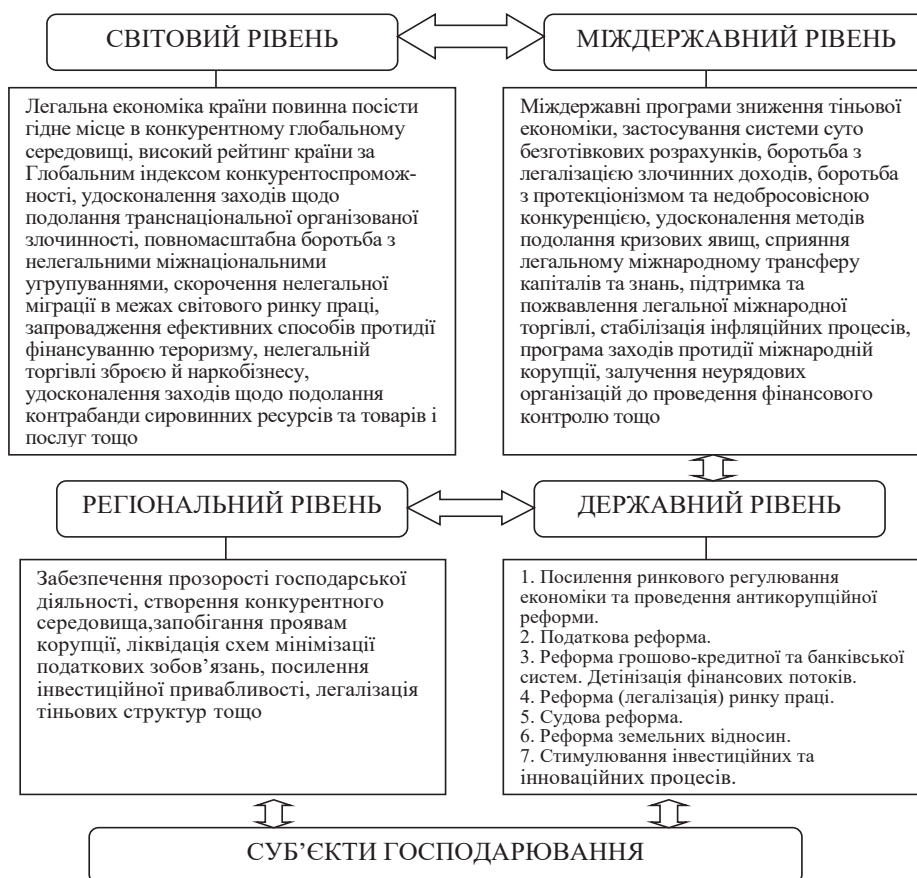 СВІТОВИЙ РІВЕНЬ
МІЖДЕРЖАВНИЙ РІВЕНЬ
Легальна економіка країни повинна посісти
гідне місце в конкурентному глобальному
середовищі, високий рейтинг країни за
Глобальним індексом конкурентоспромож-
ності, удосконалення заходів щодо
подолання транснаціональної організованої
злочинності, повномасштабна боротьба з
нелегальними міжнаціональними
угрупуваннями, скорочення нелегальної
міграції в межах світового ринку праці,
запровадження ефективних способів протидії
фінансуванню тероризму, нелегальній
торгівлі зброєю й наркобізнесу,
удосконалення заходів щодо подолання
контрабанди сировинних ресурсів та товарів і
послуг тощо
Міждержавні програми зниження тіньової
економіки, застосування системи суто
безготівкових розрахунків, боротьба з
легалізацією злочинних доходів, боротьба
з протекціонізмом та недобросовісною
конкуренцією, удосконалення методів
подолання кризових явищ, сприяння
легальному міжнародному трансферу
капіталів та знань, підтримка та
пожвавлення легальної міжнародної
торгівлі, стабілізація інфляційних процесів,
програма заходів протидії міжнародній
корупції, залучення неурядових
організацій до проведення фінансового
контролю тощо
РЕГІОНАЛЬНИЙ РІВЕНЬ
ДЕРЖАВНИЙ РІВЕНЬ
Забезпечення прозорості господарської
діяльності, створення конкурентного
середовища,запобігання проявам
корупції, ліквідація схем мінімізації
податкових зобов’язань, посилення
інвестиційної привабливості, легалізація
тіньових структур тощо
1. Посилення ринкового регулювання
економіки та проведення антикорупційної
реформи.
2. Податкова реформа.
3. Реформа грошово-кредитної та банківської
систем. Детінізація фінансових потоків.
4. Реформа (легалізація) ринку праці.
5. Судова реформа.
6. Реформа земельних відносин.
7. Стимулювання інвестиційних та
інноваційних процесів.
СУБ’ЄКТИ ГОСПОДАРЮВАННЯ